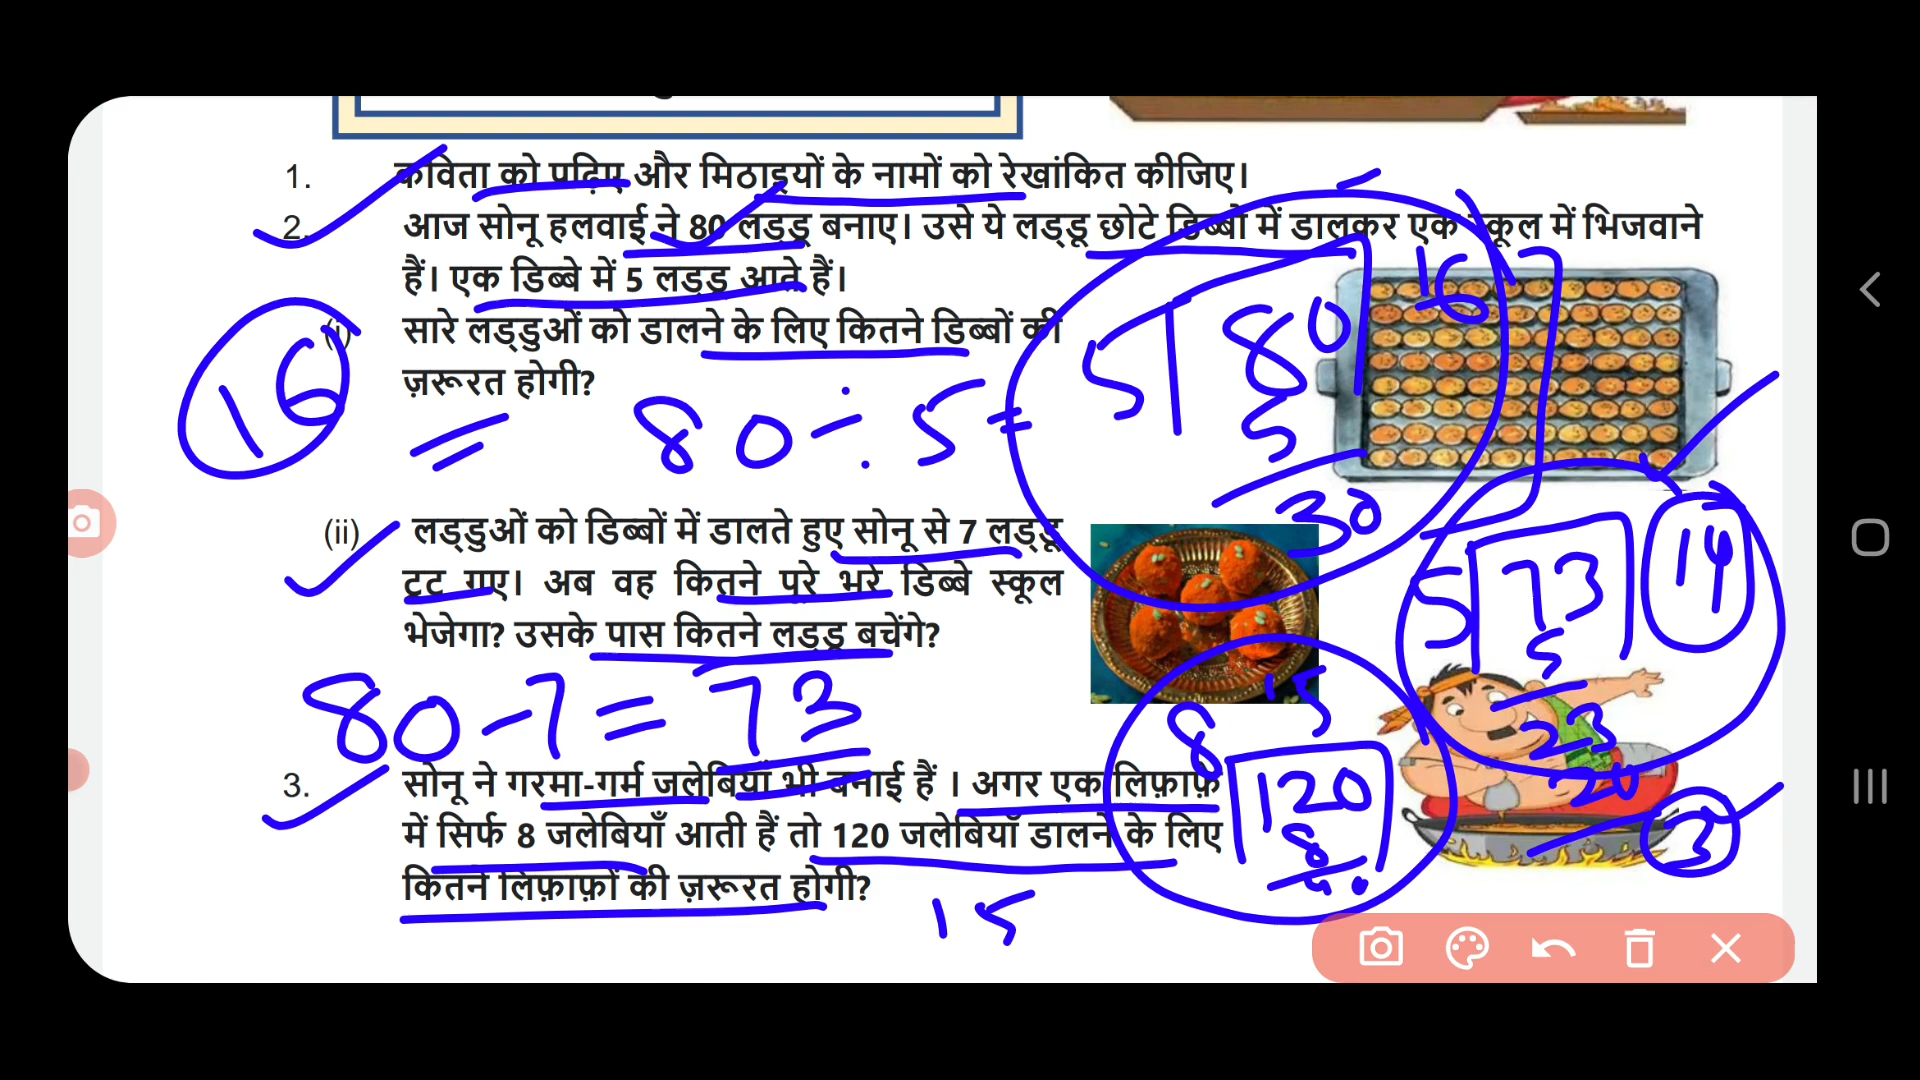 1. कविता को पढ़िए और मिठाइयों के नामों को रेखांकित कीजिए।
2. आज सोनू हलवाई ने 80 लड्डू बनाए। उसे ये लड्डू छोटे डिब्बों में डालकर एक स्कूल में भिजवाने
हैं। एक डिब्बे में 5 लड्डू आते हैं।
(i) सारे लड्डुओं को डालने के लिए कितने डिब्बों की
ज़रूरत होगी?
16
= 80 ÷ 5 =
5 80 16
5
30
(ii) लड्डुओं को डिब्बों में डालते हुए सोनू से 7 लड्डू
टूट गए। अब वह कितने पूरे भरे डिब्बे स्कूल
भेजेगा? उसके पास कितने लड्डू बचेंगे?
80-7=73
5 73 14
5
23
20
3
3. सोनू ने गरमा-गर्म जलेबियाँ भी बनाई हैं । अगर एक लिफ़ाफ़े
में सिर्फ 8 जलेबियाँ आती हैं तो 120 जलेबियाँ डालने के लिए
कितने लिफ़ाफ़ों की ज़रूरत होगी?
15
15
8 120
8
40